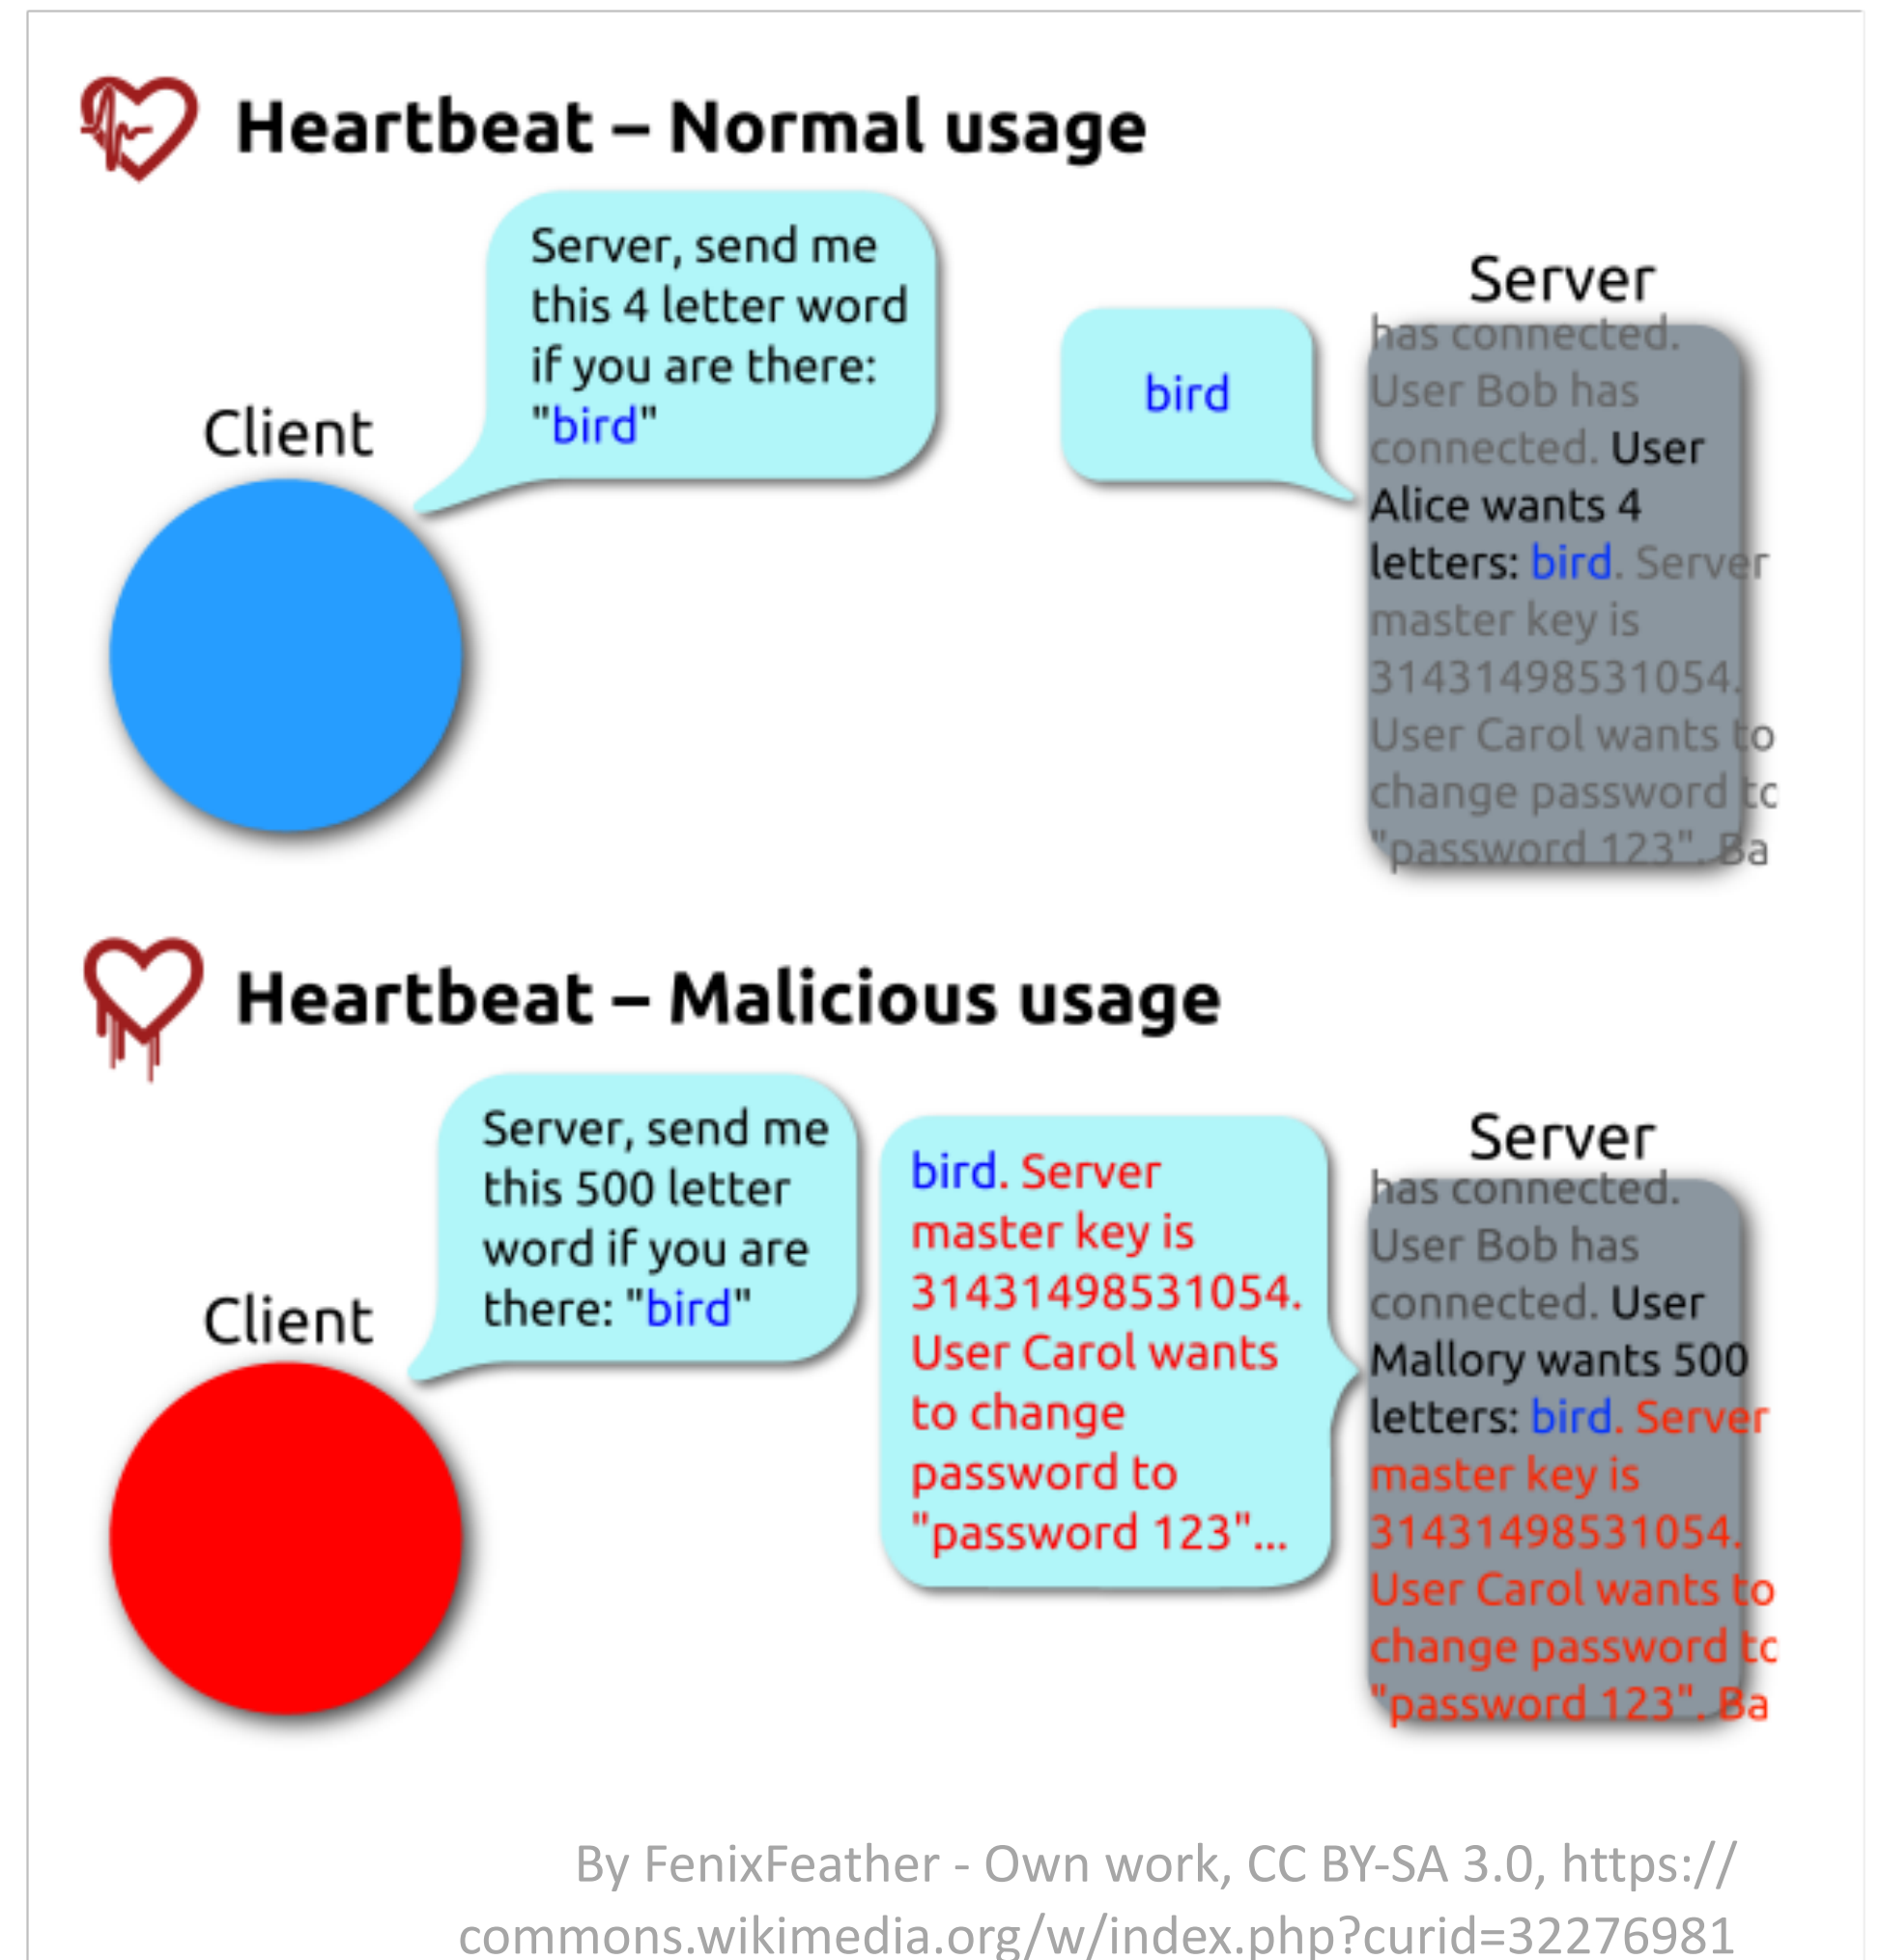 Heartbeat – Normal usage
Server, send me
this 4 letter word
if you are there:
"bird"
Client
bird
Server
has connected.
User Bob has
connected. User
Alice wants 4
letters: bird. Server
master key is
31431498531054.
User Carol wants to
change password to
"password 123". Ba
Heartbeat – Malicious usage
Server, send me
this 500 letter
word if you are
there: "bird"
Client
bird. Server
master key is
31431498531054.
User Carol wants
to change
password to
"password 123"...
Server
has connected.
User Bob has
connected. User
Mallory wants 500
letters: bird. Server
master key is
31431498531054.
User Carol wants to
change password to
"password 123". Ba
By FenixFeather - Own work, CC BY-SA 3.0, https://
commons.wikimedia.org/w/index.php?curid=32276981